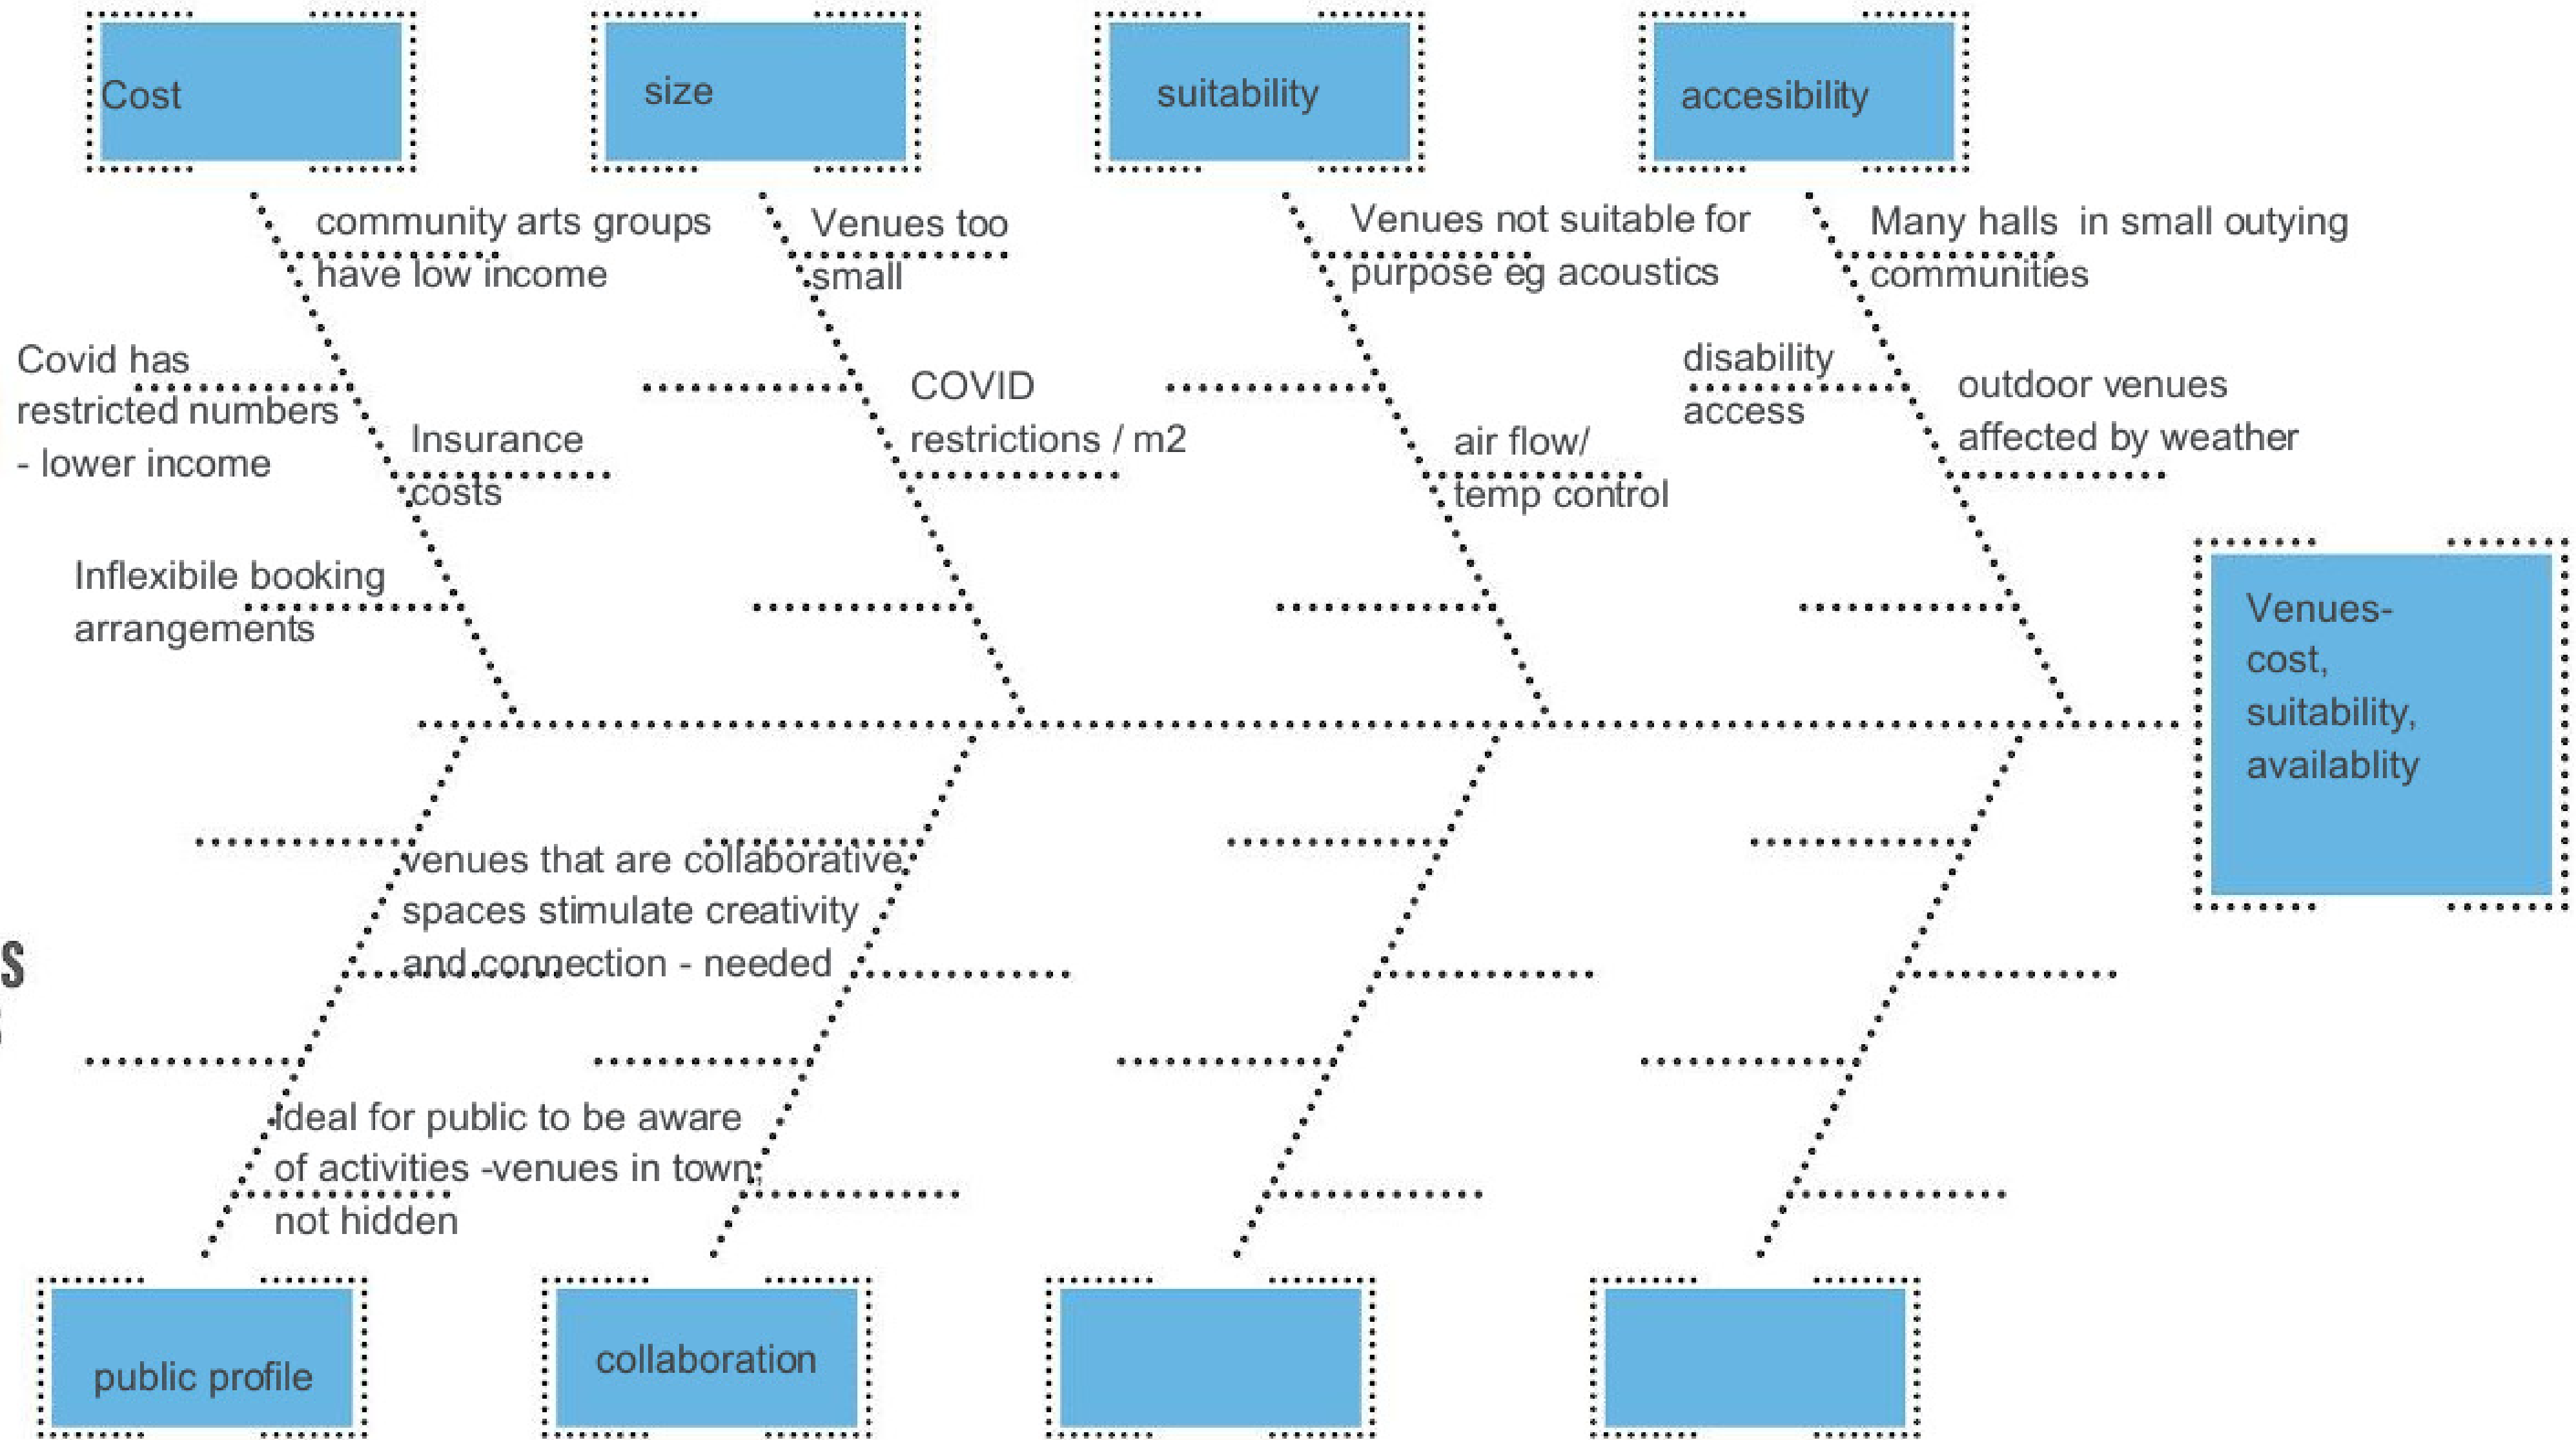 Cost
size
suitability
accesibility
community arts groups
have low income
Venues too
small
Venues not suitable for
purpose eg acoustics
Many halls  in small outying
communities
Covid has
restricted numbers
- lower income
Insurance
costs
COVID
restrictions / m2
air flow/
temp control
disability
access
outdoor venues
affected by weather
Inflexibile booking
arrangements
Venues-
cost,
suitability,
availablity
venues that are collaborative
spaces stimulate creativity
and connection - needed
Ideal for public to be aware
of activities -venues in town,
not hidden
public profile
collaboration